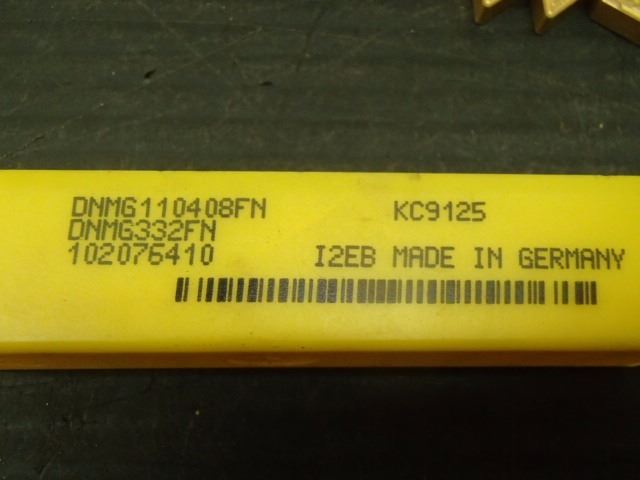 DNMG110408FN KC9125
DNMG332FN
102076410 I2EB MADE IN GERMANY